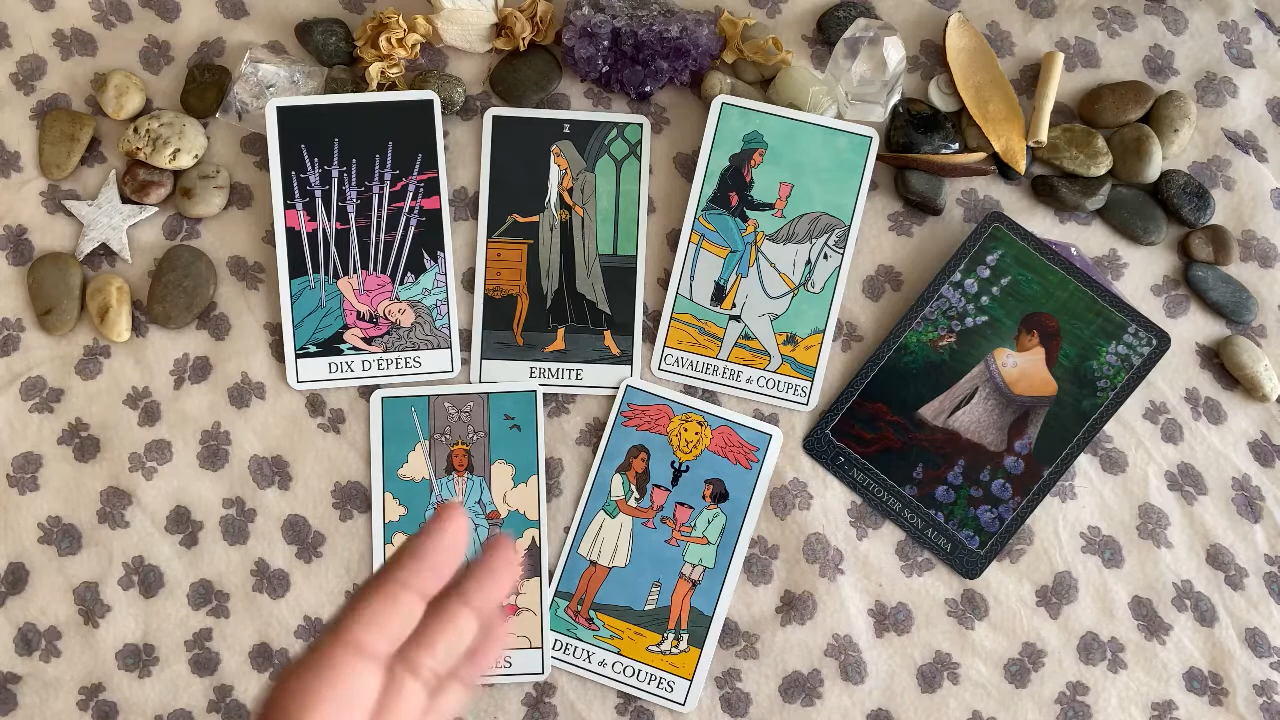 DIX D'ÉPÉES
ERMITE
CAVALIER·ÈRE de COUPES
DEUX de COUPES
7 - NETTOYER SON AURA